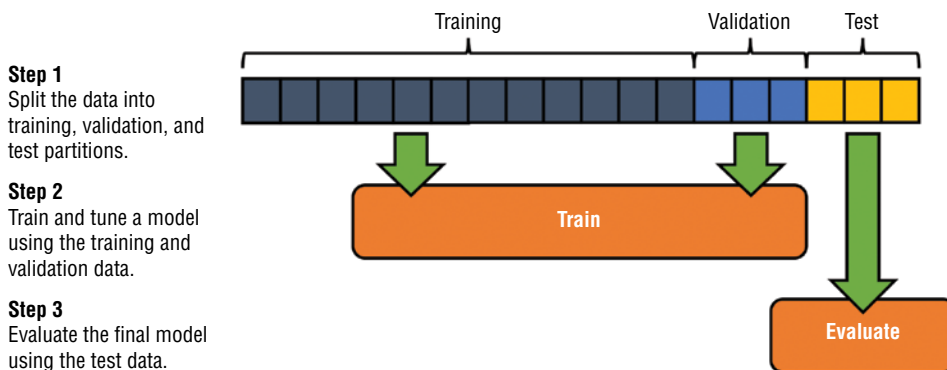 Training
Validation
Test
Step 1
Split the data into
training, validation, and
test partitions.
Step 2
Train and tune a model
using the training and
validation data.
Train
Step 3
Evaluate the final model
using the test data.
Evaluate